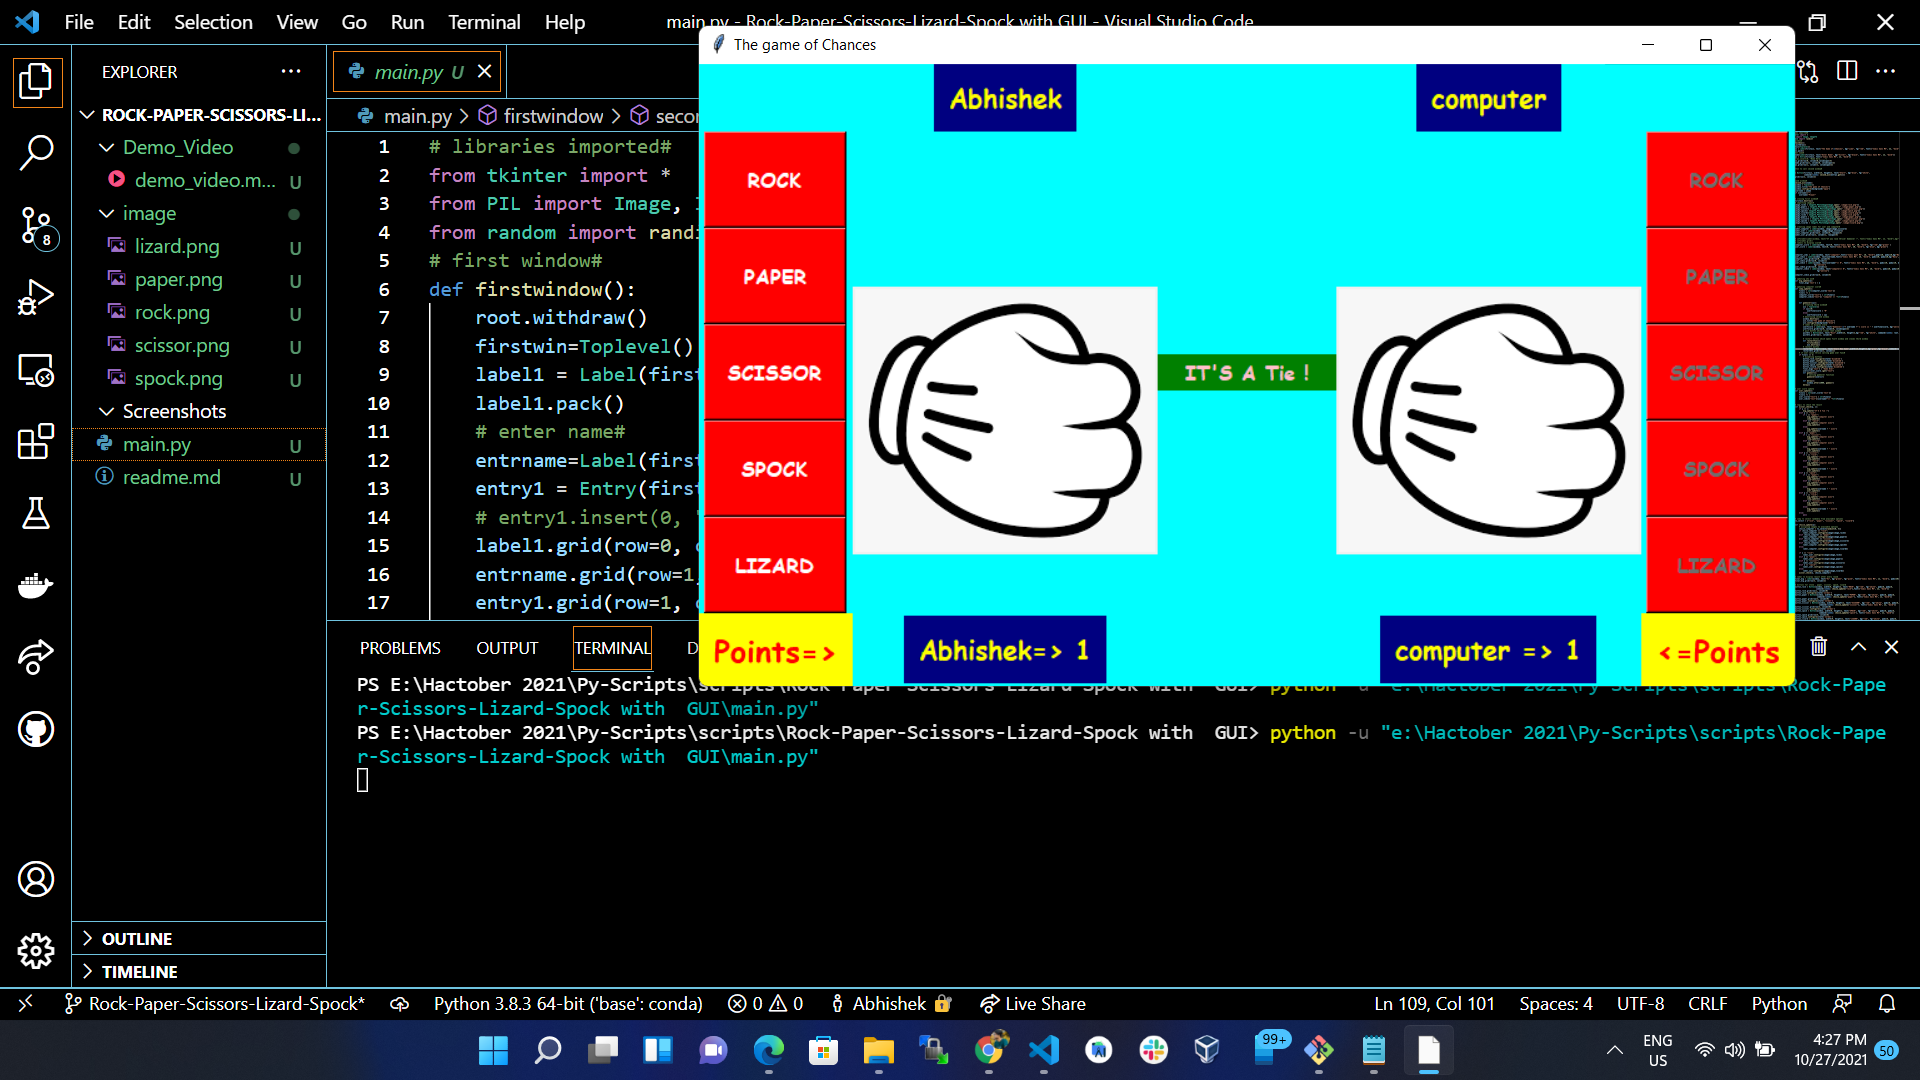 File Edit Selection View Go Run Terminal Help
main.py - Rock-Paper-Scissors-Lizard-Spock with GUI - Visual Studio Code
EXPLORER
ROCK-PAPER-SCISSORS-LI...
Demo_Video
demo_video.m... U
image
lizard.png U
paper.png U
rock.png U
scissor.png U
spock.png U
Screenshots
main.py U
readme.md U
OUTLINE
TIMELINE
8
main.py U
main.py > firstwindow > secon
1 # libraries imported#
2 from tkinter import *
3 from PIL import Image,
4 from random import randi
5 # first window#
6 def firstwindow():
7 root.withdraw()
8 firstwin=Toplevel()
9 label1 = Label(first
10 label1.pack()
11 # enter name#
12 entrname=Label(first
13 entry1 = Entry(first
14 # entry1.insert(0, 
15 label1.grid(row=0,
16 entrname.grid(row=1,
17 entry1.grid(row=1,
The game of Chances
Abhishek
computer
ROCK
PAPER
SCISSOR
SPOCK
LIZARD
IT'S A Tie !
ROCK
PAPER
SCISSOR
SPOCK
LIZARD
Points=>
Abhishek=> 1
computer => 1
<=Points
PROBLEMS OUTPUT TERMINAL D
PS E:\Hactober 2021\Py-Scripts\scripts\Rock-Paper-Scissors-Lizard-Spock with  GUI> python -u "e:\Hactober 2021\Py-Scripts\scripts\Rock-Pape
r-Scissors-Lizard-Spock with  GUI\main.py"
PS E:\Hactober 2021\Py-Scripts\scripts\Rock-Paper-Scissors-Lizard-Spock with  GUI> python -u "e:\Hactober 2021\Py-Scripts\scripts\Rock-Pape
r-Scissors-Lizard-Spock with  GUI\main.py"
Rock-Paper-Scissors-Lizard-Spock* Python 3.8.3 64-bit ('base': conda) 0 0 Abhishek Live Share Ln 109, Col 101 Spaces: 4 UTF-8 CRLF Python
99+
ENG
US
4:27 PM
10/27/2021
50